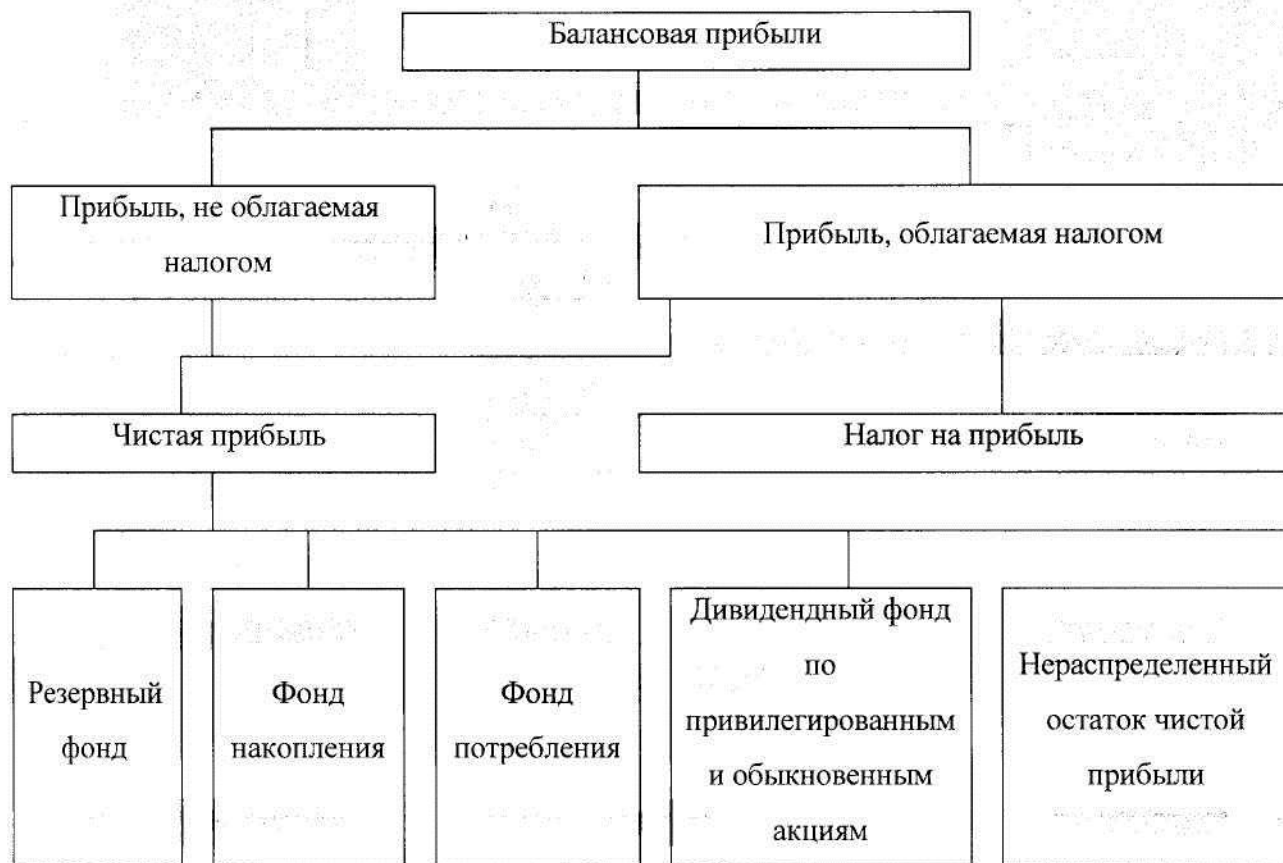 Балансовая прибыли
Прибыль, не облагаемая
налогом
Прибыль, облагаемая налогом
Чистая прибыль
Налог на прибыль
Резервный
фонд
Фонд
накопления
Фонд
потребления
Дивидендный фонд
по
привилегированным
и обыкновенным
акциям
Нераспределенный
остаток чистой
прибыли